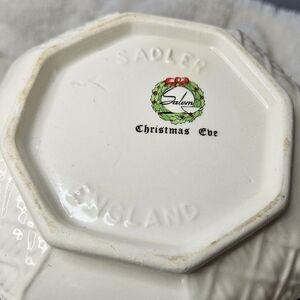 SADLER
Salem
Christmas Eve
ENGLAND